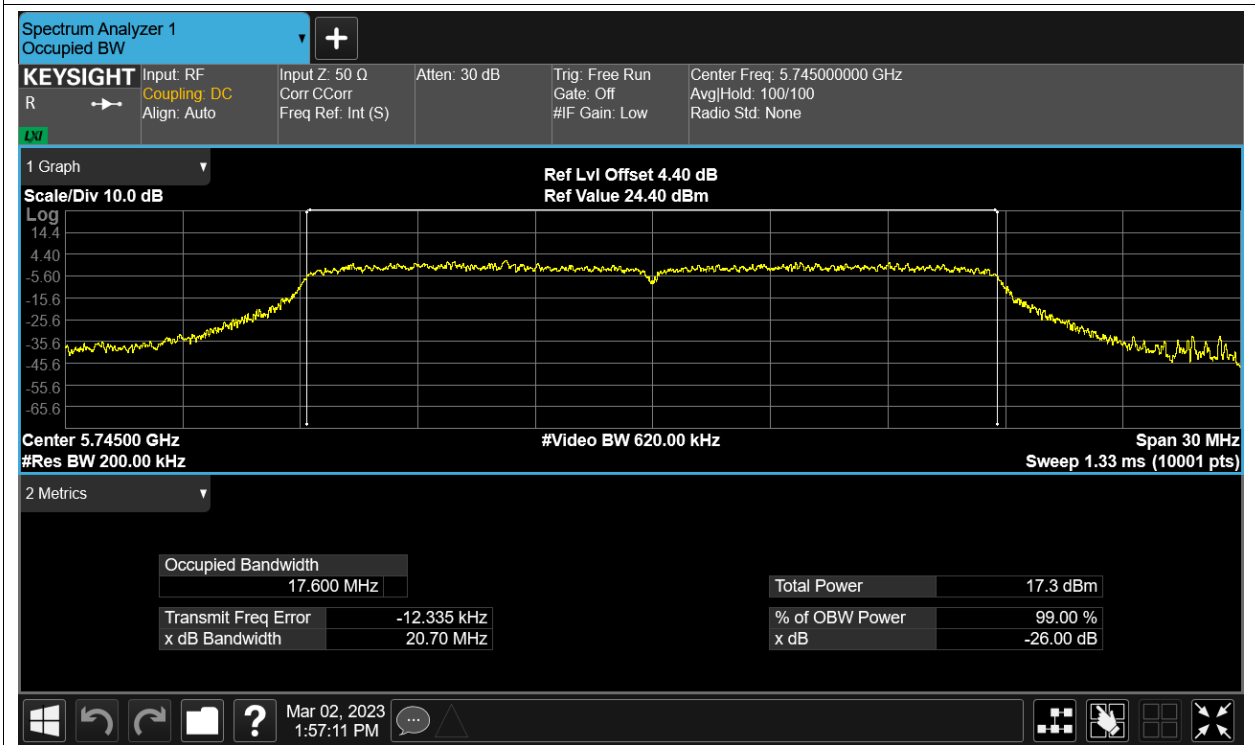 Spectrum Analyzer 1
Occupied BW
KEYSIGHT
R
LXI
Input: RF
Coupling: DC
Align: Auto
Input Z: 50 Ω
Corr CCorr
Freq Ref: Int (S)
Atten: 30 dB
Trig: Free Run
Gate: Off
#IF Gain: Low
Center Freq: 5.745000000 GHz
Avg|Hold: 100/100
Radio Std: None
1 Graph
Scale/Div 10.0 dB
Ref Lvl Offset 4.40 dB
Ref Value 24.40 dBm
Log
14.4
4.40
-5.60
-15.6
-25.6
-35.6
-45.6
-55.6
-65.6
Center 5.74500 GHz
#Video BW 620.00 kHz
Span 30 MHz
#Res BW 200.00 kHz
Sweep 1.33 ms (10001 pts)
2 Metrics
Occupied Bandwidth
17.600 MHz
Transmit Freq Error -12.335 kHz
x dB Bandwidth 20.70 MHz
Total Power 17.3 dBm
% of OBW Power 99.00 %
x dB -26.00 dB
?
Mar 02, 2023
1:57:11 PM